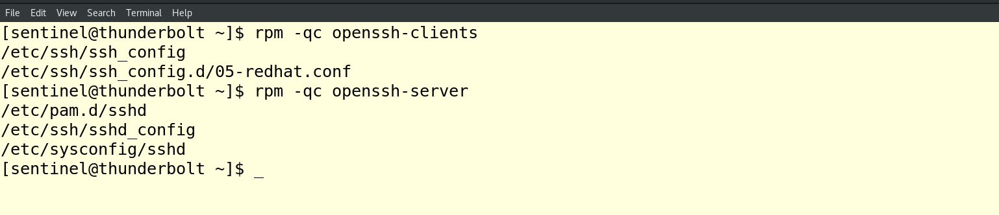 File Edit View Search Terminal Help
[sentinel@thunderbolt ~]$ rpm -qc openssh-clients
/etc/ssh/ssh_config
/etc/ssh/ssh_config.d/05-redhat.conf
[sentinel@thunderbolt ~]$ rpm -qc openssh-server
/etc/pam.d/sshd
/etc/ssh/sshd_config
/etc/sysconfig/sshd
[sentinel@thunderbolt ~]$ _